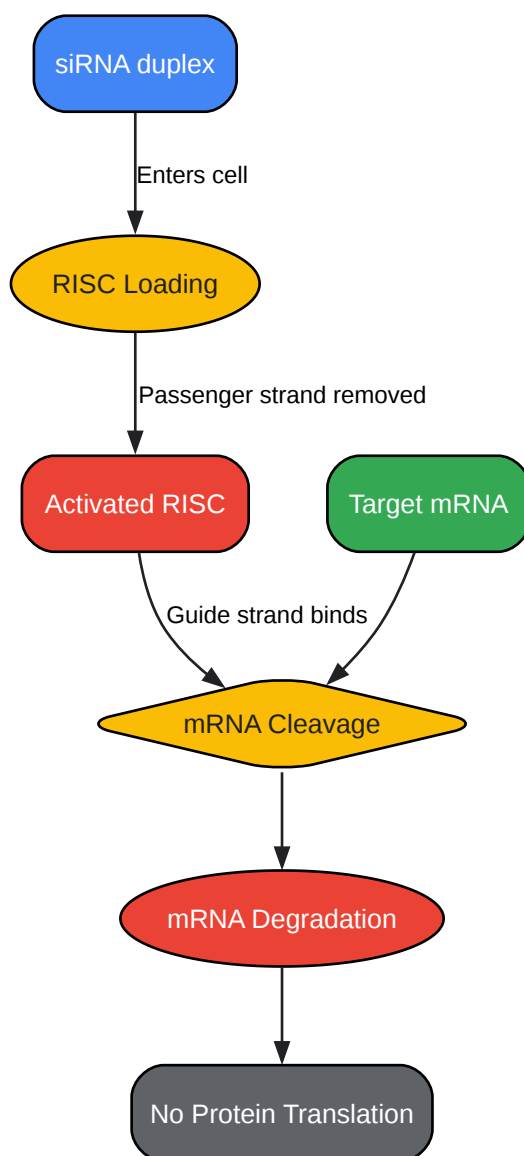 siRNA duplex
Enters cell
RISC Loading
Passenger strand removed
Activated RISC
Target mRNA
Guide strand binds
mRNA Cleavage
mRNA Degradation
No Protein Translation